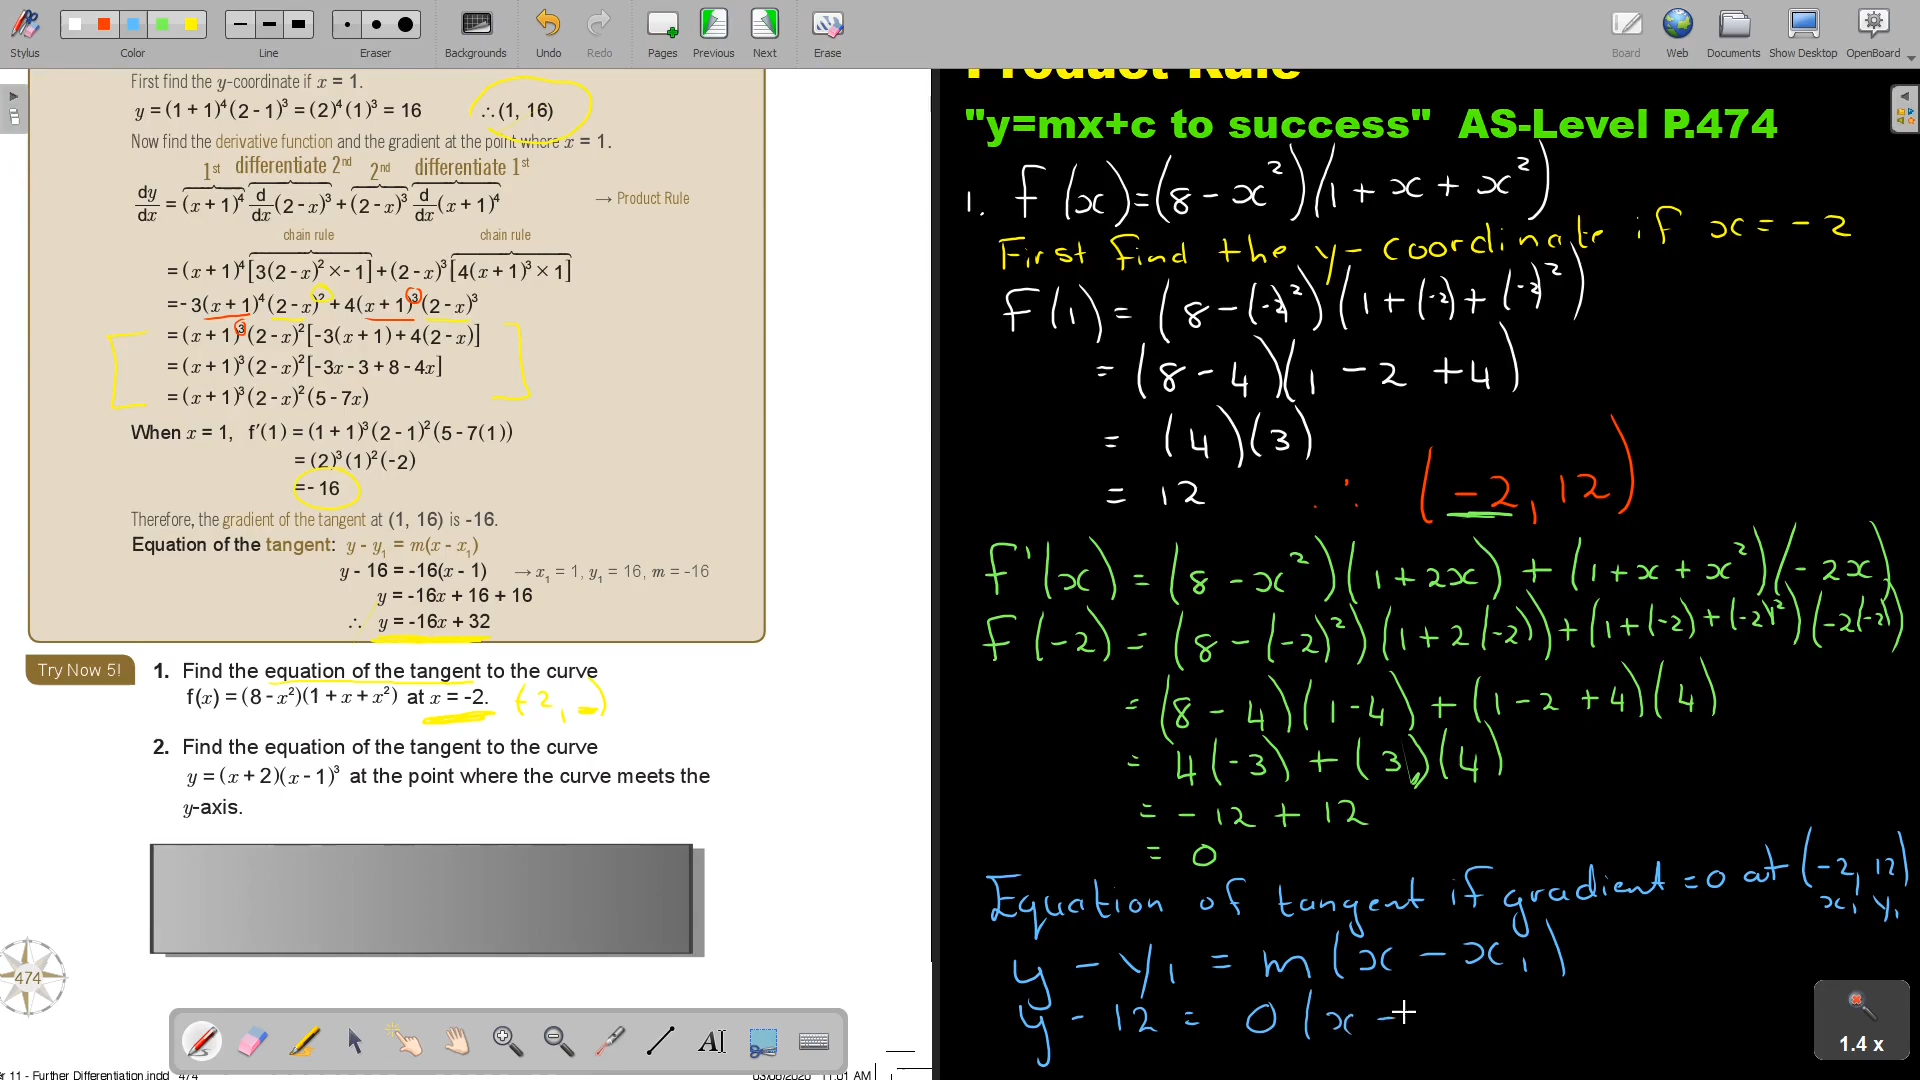 Stylus Color Line Eraser Backgrounds Undo Redo Pages Previous Next Erase Board Web Documents Show Desktop OpenBoard
First find the y-coordinate if x = 1.
y = (1 + 1)⁴(2 - 1)³ = (2)⁴(1)³ = 16 ∴ (1, 16)
Now find the derivative function and the gradient at the point where x = 1.
1st differentiate 2nd 2nd differentiate 1st
dy/dx = (x + 1)⁴ d/dx (2 - x)³ + (2 - x)³ d/dx (x + 1)⁴ → Product Rule
chain rule chain rule
= (x + 1)⁴[3(2 - x)² × -1] + (2 - x)³[4(x + 1)³ × 1]
= - 3(x + 1)⁴(2 - x)² + 4(x + 1)³(2 - x)³
= (x + 1)³(2 - x)²[-3(x + 1) + 4(2 - x)]
= (x + 1)³(2 - x)²[-3x - 3 + 8 - 4x]
= (x + 1)³(2 - x)²(5 - 7x)
When x = 1, f′(1) = (1 + 1)³(2 - 1)²(5 - 7(1))
= (2)³(1)²(-2)
= - 16
Therefore, the gradient of the tangent at (1, 16) is -16.
Equation of the tangent: y - y₁ = m(x - x₁)
y - 16 = -16(x - 1) → x₁ = 1, y₁ = 16, m = -16
y = -16x + 16 + 16
∴ y = -16x + 32
Try Now 5!
1. Find the equation of the tangent to the curve
f(x) = (8 - x²)(1 + x + x²) at x = -2. (-2, _)
2. Find the equation of the tangent to the curve
y = (x + 2)(x - 1)³ at the point where the curve meets the
y-axis.
474
er 11 - Further Differentiation.indd 474
Product Rule
"y=mx+c to success" AS-Level P.474
1. f(x) = (8 - x²)(1 + x + x²)
First find the y-coordinate if x = -2
f(1) = (8 - (-2)²)(1 + (-2) + (-2)²)
= (8 - 4)(1 - 2 + 4)
= (4)(3)
= 12 ∴ (-2, 12)
f'(x) = (8 - x²)(1 + 2x) + (1 + x + x²)(-2x)
f(-2) = (8 - (-2)²)(1 + 2(-2)) + (1 + (-2) + (-2)²)(-2(-2))
= (8 - 4)(1 - 4) + (1 - 2 + 4)(4)
= 4(-3) + (3)(4)
= -12 + 12
= 0
Equation of tangent if gradient = 0 at (-2, 12)
x₁ y₁
y - y₁ = m(x - x₁)
y - 12 = 0(x -
1.4 x